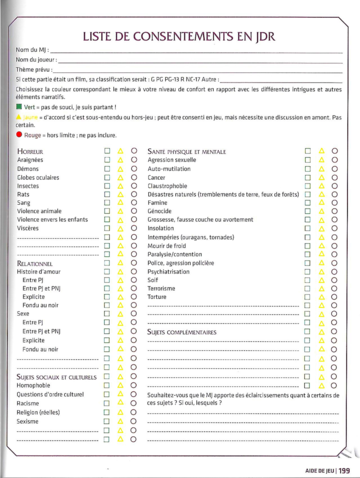 LISTE DE CONSENTEMENTS EN JDR
Nom du MJ :
Nom du joueur :
Thème prévu :
Si cette partie était un film, sa classification serait : G PG PG-13 R NC-17 Autre :
Choisissez la couleur correspondant le mieux à votre niveau de confort en rapport avec les différentes intrigues et autres
éléments narratifs.
Vert = pas de souci, je suis partant !
Jaune = d'accord si c'est sous-entendu ou hors-jeu ; peut être consenti en jeu, mais nécessite une discussion en amont. Pas
certain.
Rouge = hors limite ; ne pas inclure.
HORREUR
Araignées
Démons
Globes oculaires
Insectes
Rats
Sang
Violence animale
Violence envers les enfants
Viscères
RELATIONNEL
Histoire d'amour
Entre PJ
Entre PJ et PNJ
Explicite
Fondu au noir
Sexe
Entre PJ
Entre PJ et PNJ
Explicite
Fondu au noir
SUJETS SOCIAUX ET CULTURELS
Homophobie
Questions d'ordre culturel
Racisme
Religion (réelles)
Sexisme
SANTÉ PHYSIQUE ET MENTALE
Agression sexuelle
Auto-mutilation
Cancer
Claustrophobie
Désastres naturels (tremblements de terre, feux de forêts)
Famine
Génocide
Grossesse, fausse couche ou avortement
Insolation
Intempéries (ouragans, tornades)
Mourir de froid
Paralysie/contention
Police, agression policière
Psychiatrisation
Soif
Terrorisme
Torture
SUJETS COMPLÉMENTAIRES
Souhaitez-vous que le MJ apporte des éclaircissements quant à certains de
ces sujets ? Si oui, lesquels ?
AIDE DE JEU | 199